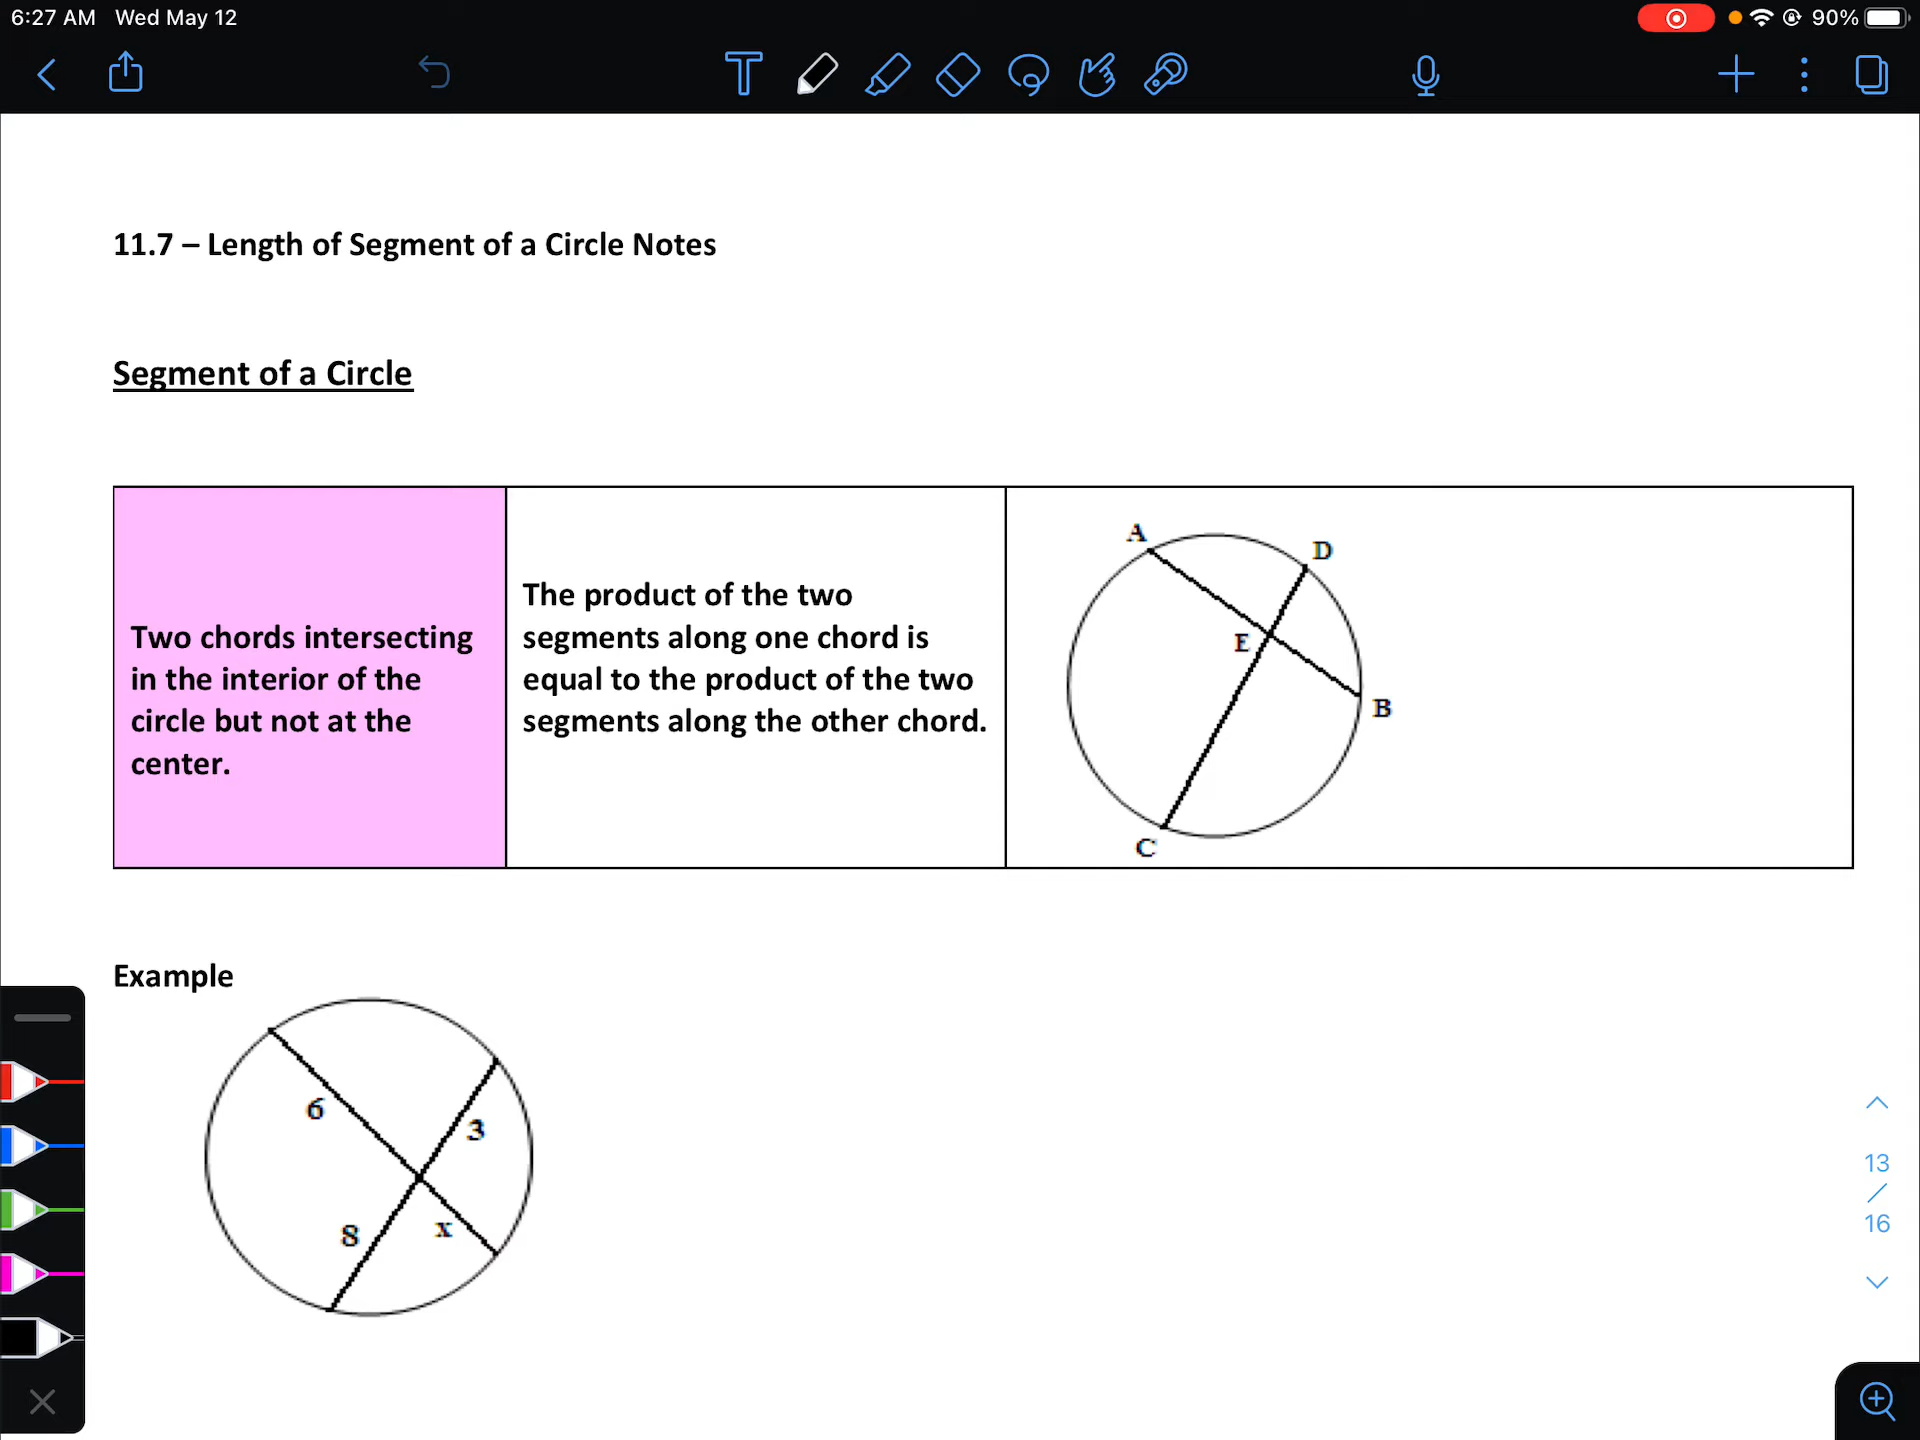 6:27 AM Wed May 12
90%
T
11.7 – Length of Segment of a Circle Notes
Segment of a Circle
Two chords intersecting
in the interior of the
circle but not at the
center.
The product of the two
segments along one chord is
equal to the product of the two
segments along the other chord.
A
D
E
B
C
Example
6
3
8
x
13
/
16